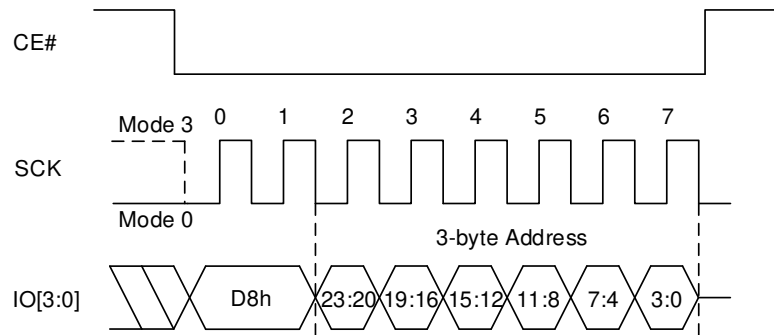 CE#
0 1 2 3 4 5 6 7
Mode 3
SCK
Mode 0
3-byte Address
IO[3:0] D8h 23:20 19:16 15:12 11:8 7:4 3:0